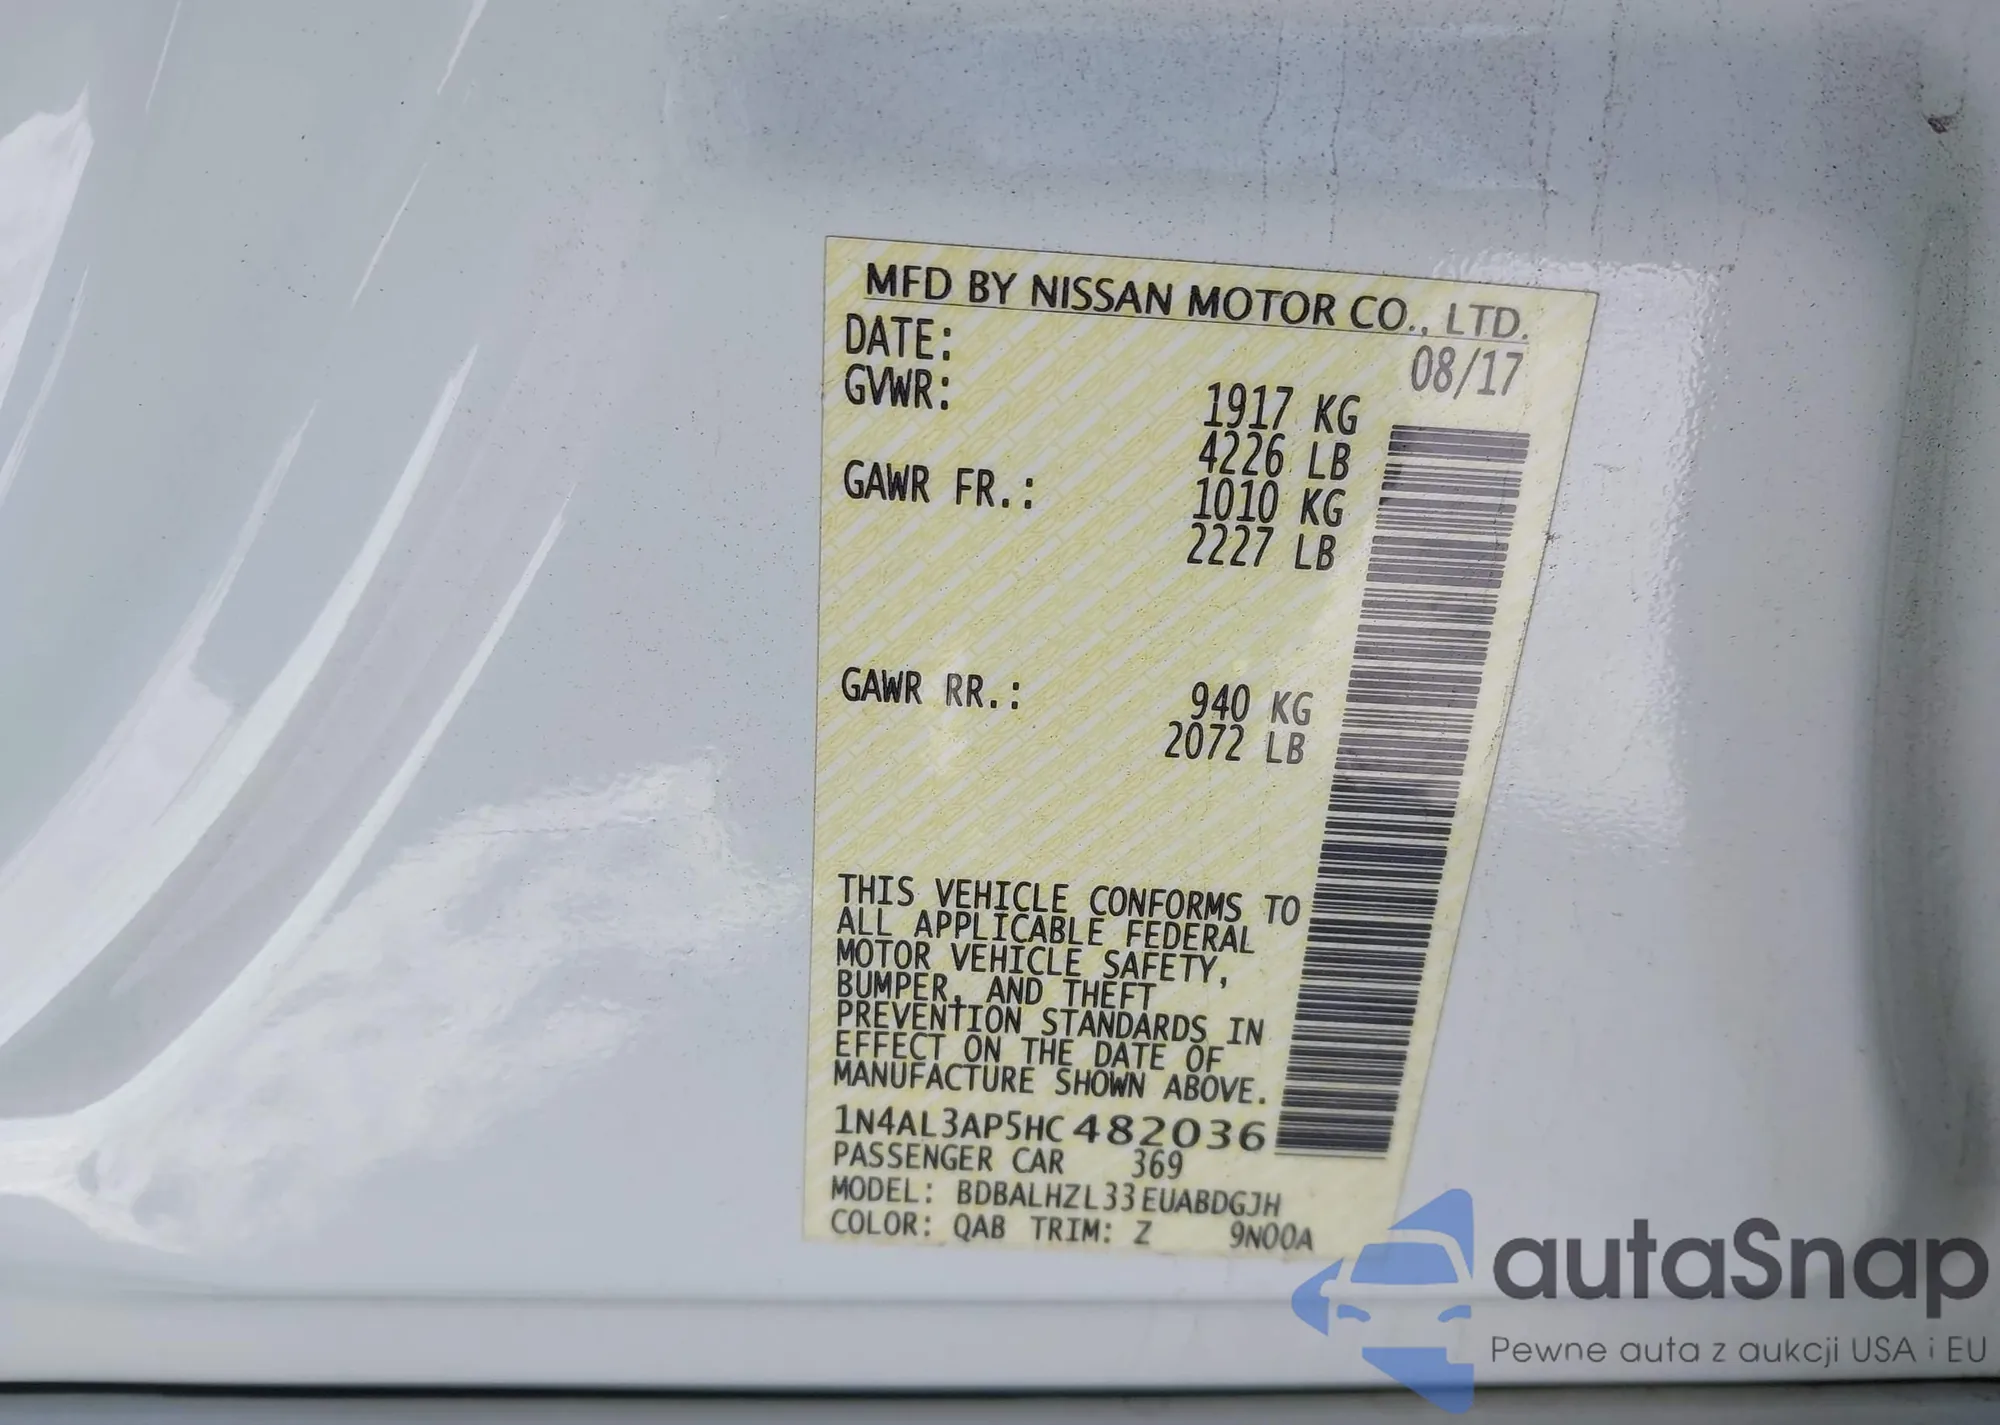 MFD BY NISSAN MOTOR CO., LTD.
DATE: 08/17
GVWR: 1917 KG
4226 LB
GAWR FR.: 1010 KG
2227 LB
GAWR RR.: 940 KG
2072 LB
THIS VEHICLE CONFORMS TO
ALL APPLICABLE FEDERAL
MOTOR VEHICLE SAFETY,
BUMPER, AND THEFT
PREVENTION STANDARDS IN
EFFECT ON THE DATE OF
MANUFACTURE SHOWN ABOVE.
1N4AL3AP5HC482036
PASSENGER CAR 369
MODEL: BDBALHZL33EUABDGJH
COLOR: QAB TRIM: Z 9N00A
autaSnap
Pewne auta z aukcji USA i EU